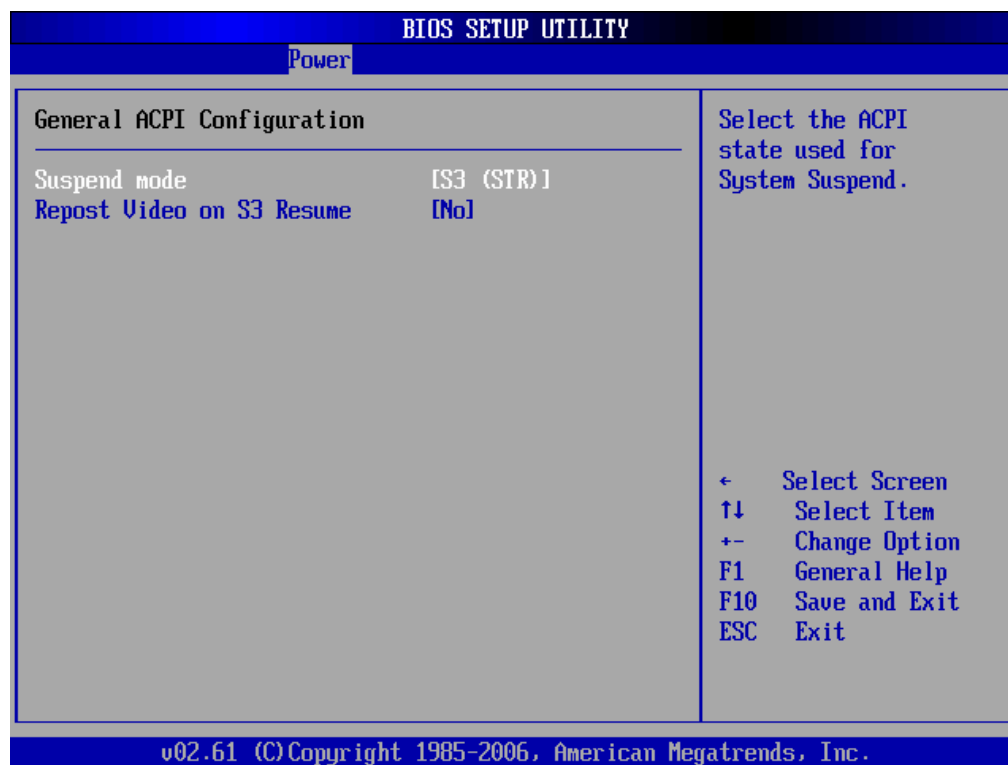 BIOS SETUP UTILITY
Power
General ACPI Configuration
Suspend mode [S3 (STR)]
Repost Video on S3 Resume [No]
Select the ACPI
state used for
System Suspend.
← Select Screen
↑↓ Select Item
+- Change Option
F1 General Help
F10 Save and Exit
ESC Exit
v02.61 (C)Copyright 1985-2006, American Megatrends, Inc.